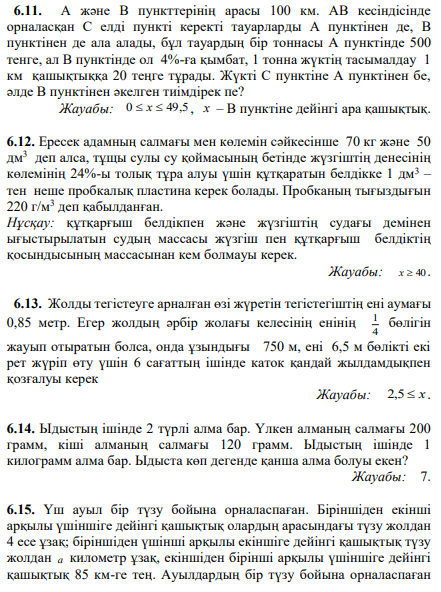 6.11. А және В пункттерінің арасы 100 км. АВ кесіндісінде
орналасқан С елді пункті керекті тауарларды А пунктінен де, В
пунктінен де ала алады, бұл тауардың бір тоннасы А пунктінде 500
тенге, ал В пунктінде ол 4%-ға қымбат, 1 тонна жүктің тасымалдау 1
км қашықтыққа 20 теңге тұрады. Жүкті С пунктіне А пунктінен бе,
әлде В пунктінен әкелген тиімдірек пе?
Жауабы: 0 ≤ x ≤ 49,5, x – В пунктіне дейінгі ара қашықтық.
6.12. Ересек адамның салмағы мен көлемін сәйкесінше 70 кг және 50
дм³ деп алса, тұщы сулы су қоймасының бетінде жүзгіштің денесінің
көлемінің 24%-ы толық тұра алуы үшін құтқаратын белдікке 1 дм³ –
тен неше пробкалық пластина керек болады. Пробканың тығыздығын
220 г/м³ деп қабылданған.
Нұсқау: құтқарғыш белдікпен және жүзгіштің судағы демінен
ығыстырылатын судың массасы жүзгіш пен құтқарғыш белдіктің
қосындысының массасынан кем болмауы керек.
Жауабы: x ≥ 40.
6.13. Жолды тегістеуге арналған өзі жүретін тегістегіштің ені аумағы
0,85 метр. Егер жолдың әрбір жолағы келесінің енінің 1/4 бөлігін
жауып отыратын болса, онда ұзындығы 750 м, ені 6,5 м бөлікті екі
рет жүріп өту үшін 6 сағаттың ішінде каток қандай жылдамдықпен
қозғалуы керек
Жауабы: 2,5 ≤ x.
6.14. Ыдыстың ішінде 2 түрлі алма бар. Үлкен алманың салмағы 200
грамм, кіші алманың салмағы 120 грамм. Ыдыстың ішінде 1
килограмм алма бар. Ыдыста көп дегенде қанша алма болуы екен?
Жауабы: 7.
6.15. Үш ауыл бір түзу бойына орналаспаған. Біріншіден екінші
арқылы үшіншіге дейінгі қашықтық олардың арасындағы түзу жолдан
4 есе ұзақ; біріншіден үшінші арқылы екіншіге дейінгі қашықтық түзу
жолдан a километр ұзақ, екіншіден бірінші арқылы үшіншіге дейінгі
қашықтық 85 км-ге тең. Ауылдардың бір түзу бойына орналаспаған